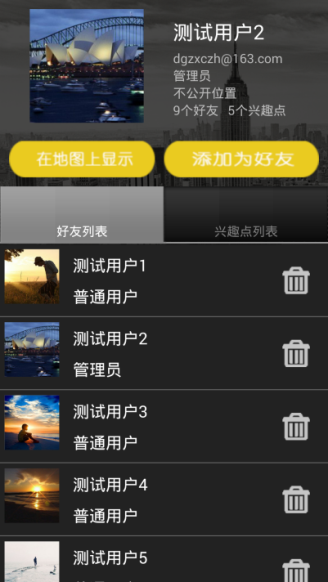 测试用户2
dgzxczh@163.com
管理员
不公开位置
9个好友 5个兴趣点
在地图上显示 添加为好友
好友列表 兴趣点列表
测试用户1
普通用户
测试用户2
管理员
测试用户3
普通用户
测试用户4
普通用户
测试用户5